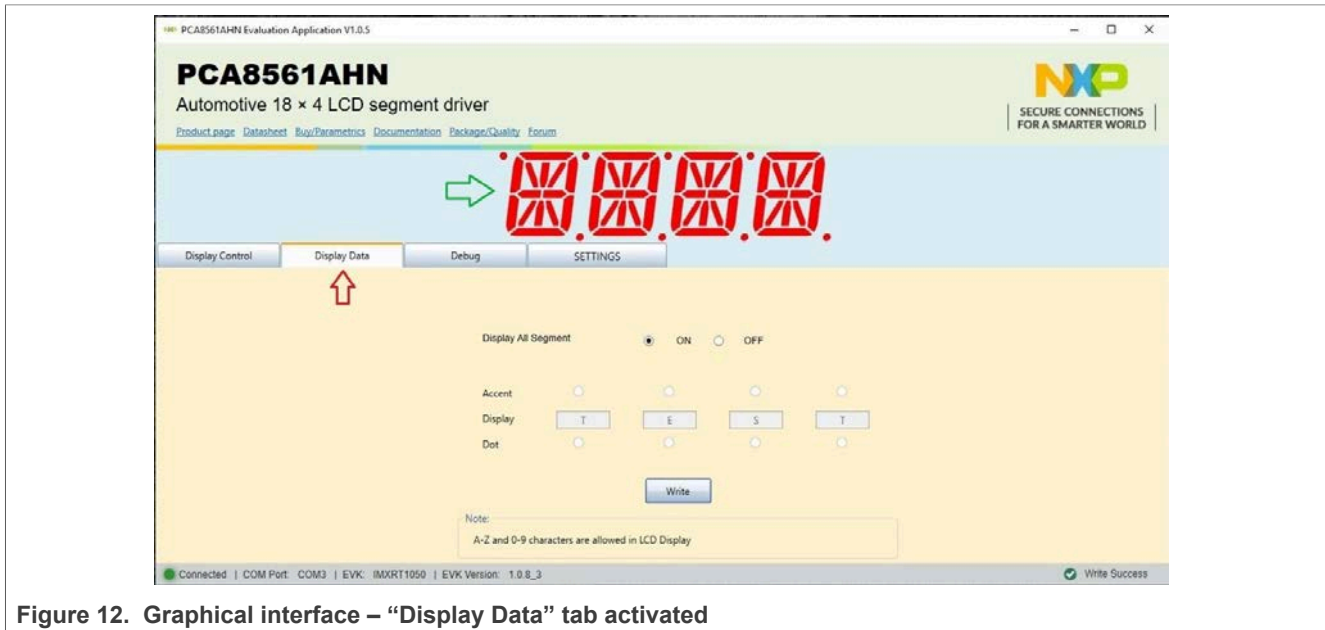 PCA8561AHN Evaluation Application V1.0.5
PCA8561AHN
Automotive 18 × 4 LCD segment driver
Product page Datasheet Buy/Parametrics Documentation Package/Quality Forum
NXP
SECURE CONNECTIONS
FOR A SMARTER WORLD
Display Control Display Data Debug SETTINGS
Display All Segment ON OFF
Accent
Display T E S T
Dot
Write
Note:
A-Z and 0-9 characters are allowed in LCD Display
Connected | COM Port: COM3 | EVK: IMXRT1050 | EVK Version: 1.0.8_3 Write Success
Figure 12. Graphical interface – “Display Data” tab activated